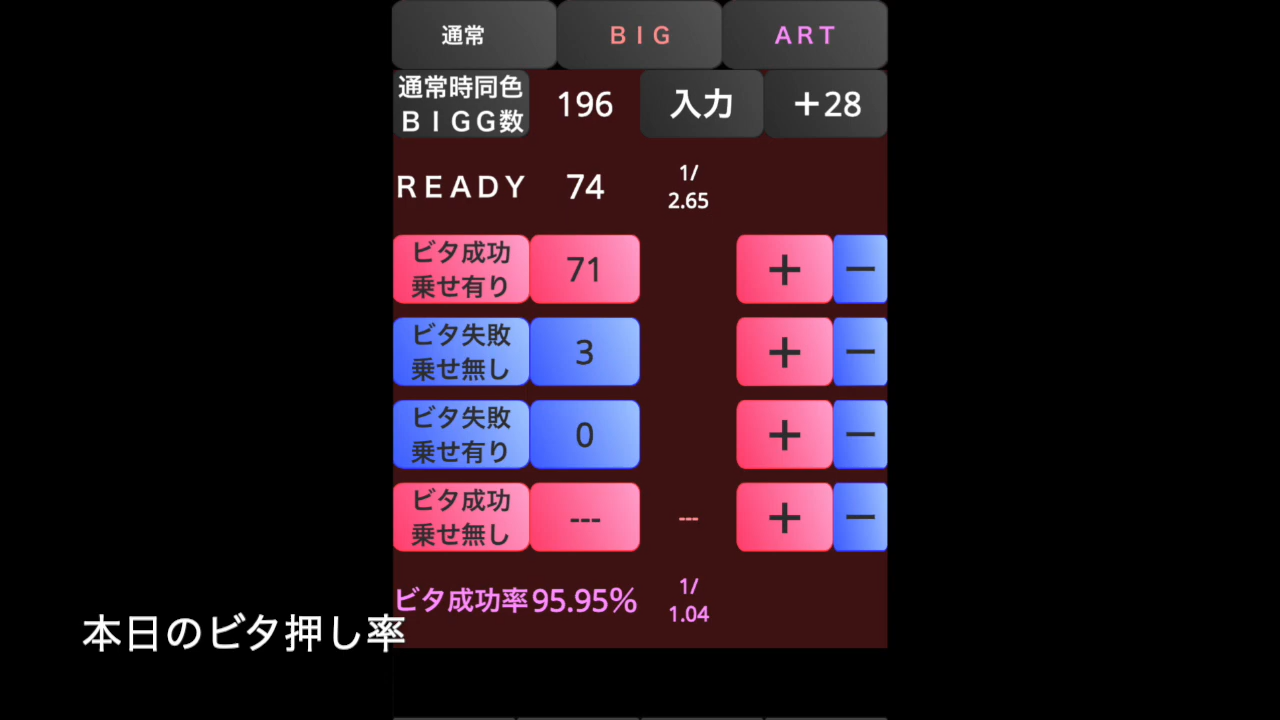 通常
ＢＩＧ
ＡＲＴ
通常時同色
ＢＩＧＧ数
196
入力
＋28
ＲＥＡＤＹ
74
1/
2.65
ビタ成功
乗せ有り
71
＋
－
ビタ失敗
乗せ無し
3
＋
－
ビタ失敗
乗せ有り
0
＋
－
ビタ成功
乗せ無し
---
---
＋
－
ビタ成功率
95.95%
1/
1.04
本日のビタ押し率